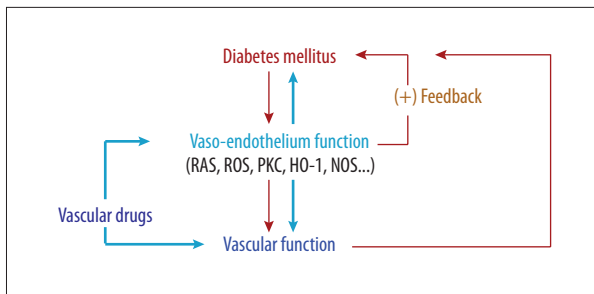 Diabetes mellitus
(+) Feedback
Vaso-endothelium function
(RAS, ROS, PKC, HO-1, NOS...)
Vascular drugs
Vascular function